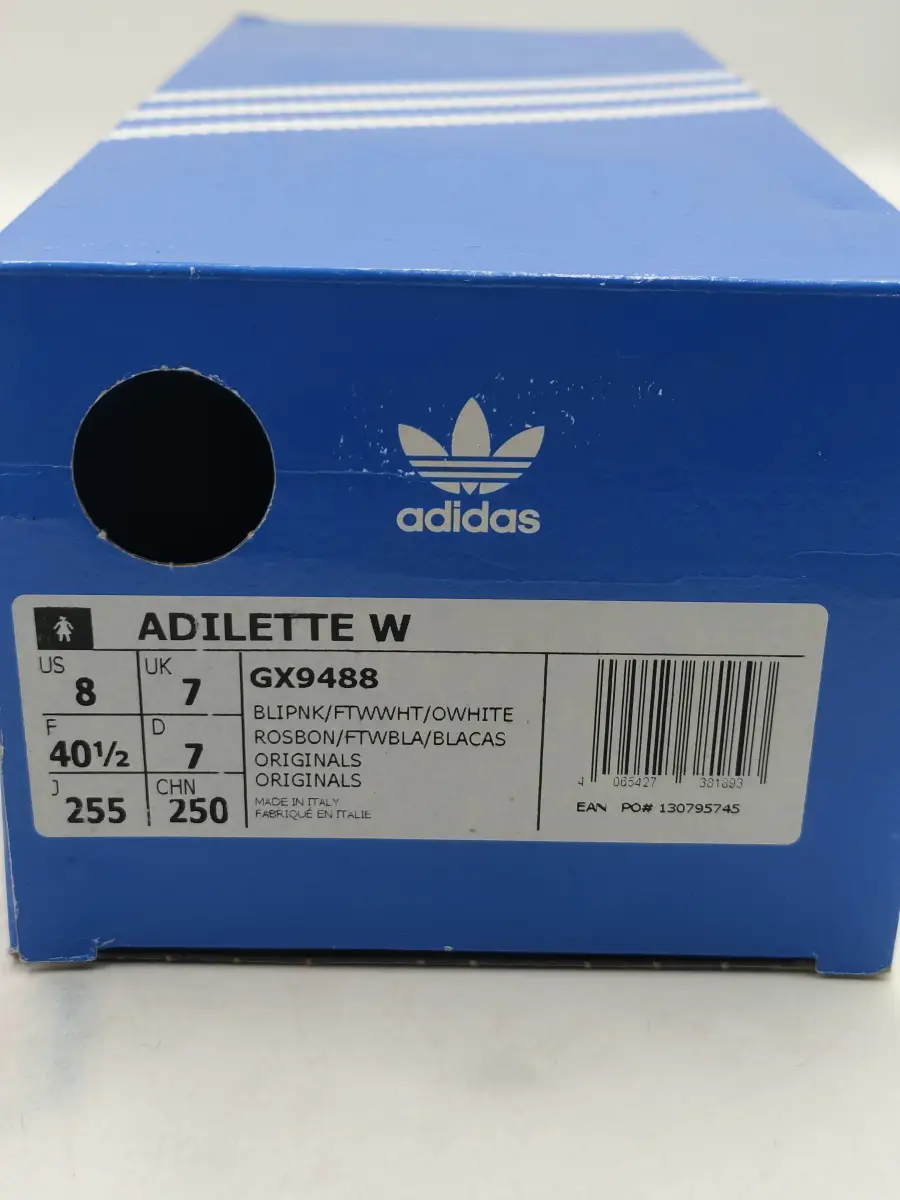 adidas
ADILETTE W
US 8 UK 7
F 40½ D 7
J 255 CHN 250
GX9488
BLIPNK/FTWWHT/OWHITE
ROSBON/FTWBLA/BLACAS
ORIGINALS
ORIGINALS
MADE IN ITALY
FABRIQUÉ EN ITALIE
4 065427 381893
EAN PO# 130795745